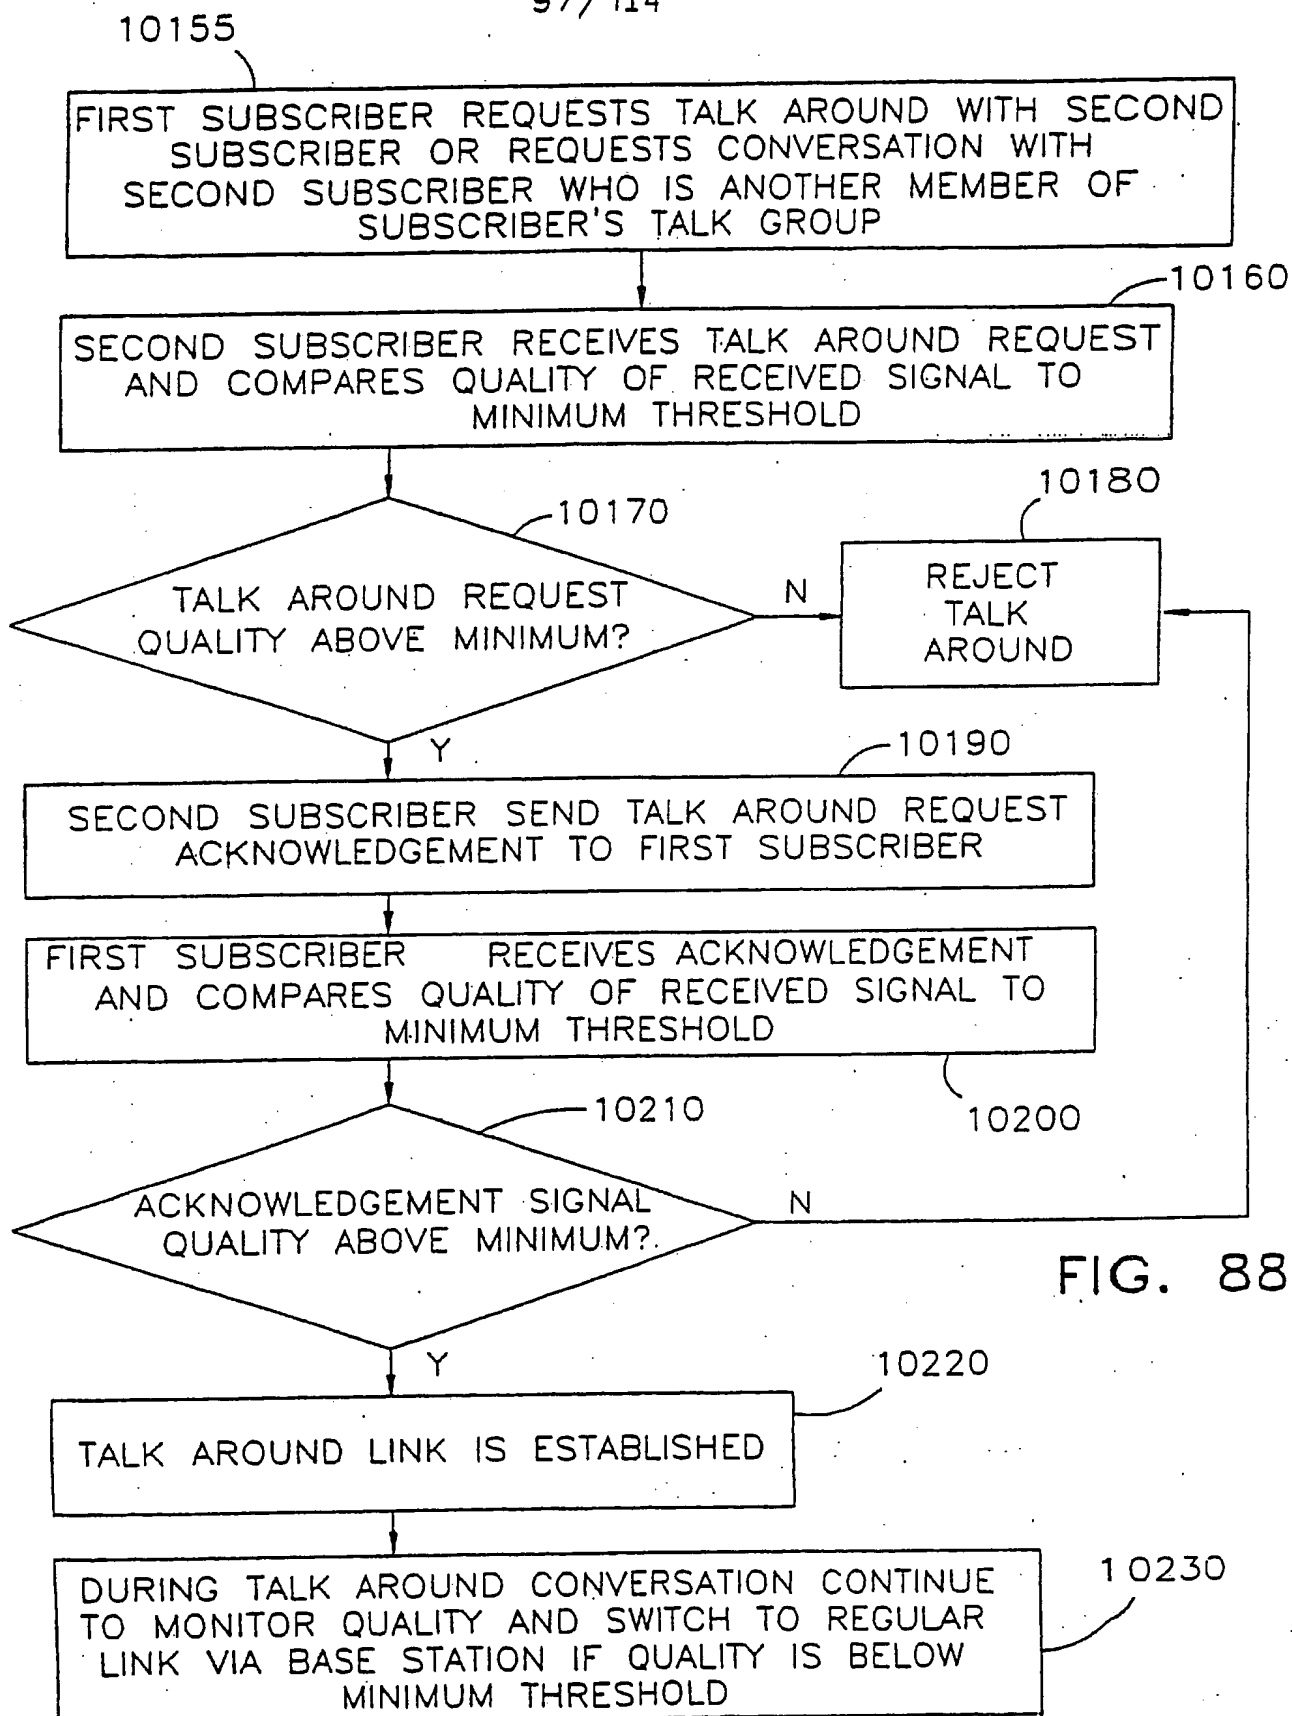 10155
FIRST SUBSCRIBER REQUESTS TALK AROUND WITH SECOND
SUBSCRIBER OR REQUESTS CONVERSATION WITH
SECOND SUBSCRIBER WHO IS ANOTHER MEMBER OF
SUBSCRIBER'S TALK GROUP
10160
SECOND SUBSCRIBER RECEIVES TALK AROUND REQUEST
AND COMPARES QUALITY OF RECEIVED SIGNAL TO
MINIMUM THRESHOLD
10170
TALK AROUND REQUEST
QUALITY ABOVE MINIMUM?
N
10180
REJECT
TALK
AROUND
Y
10190
SECOND SUBSCRIBER SEND TALK AROUND REQUEST
ACKNOWLEDGEMENT TO FIRST SUBSCRIBER
FIRST SUBSCRIBER RECEIVES ACKNOWLEDGEMENT
AND COMPARES QUALITY OF RECEIVED SIGNAL TO
MINIMUM THRESHOLD
10200
10210
ACKNOWLEDGEMENT SIGNAL
QUALITY ABOVE MINIMUM?
N
FIG. 88
Y
10220
TALK AROUND LINK IS ESTABLISHED
10230
DURING TALK AROUND CONVERSATION CONTINUE
TO MONITOR QUALITY AND SWITCH TO REGULAR
LINK VIA BASE STATION IF QUALITY IS BELOW
MINIMUM THRESHOLD